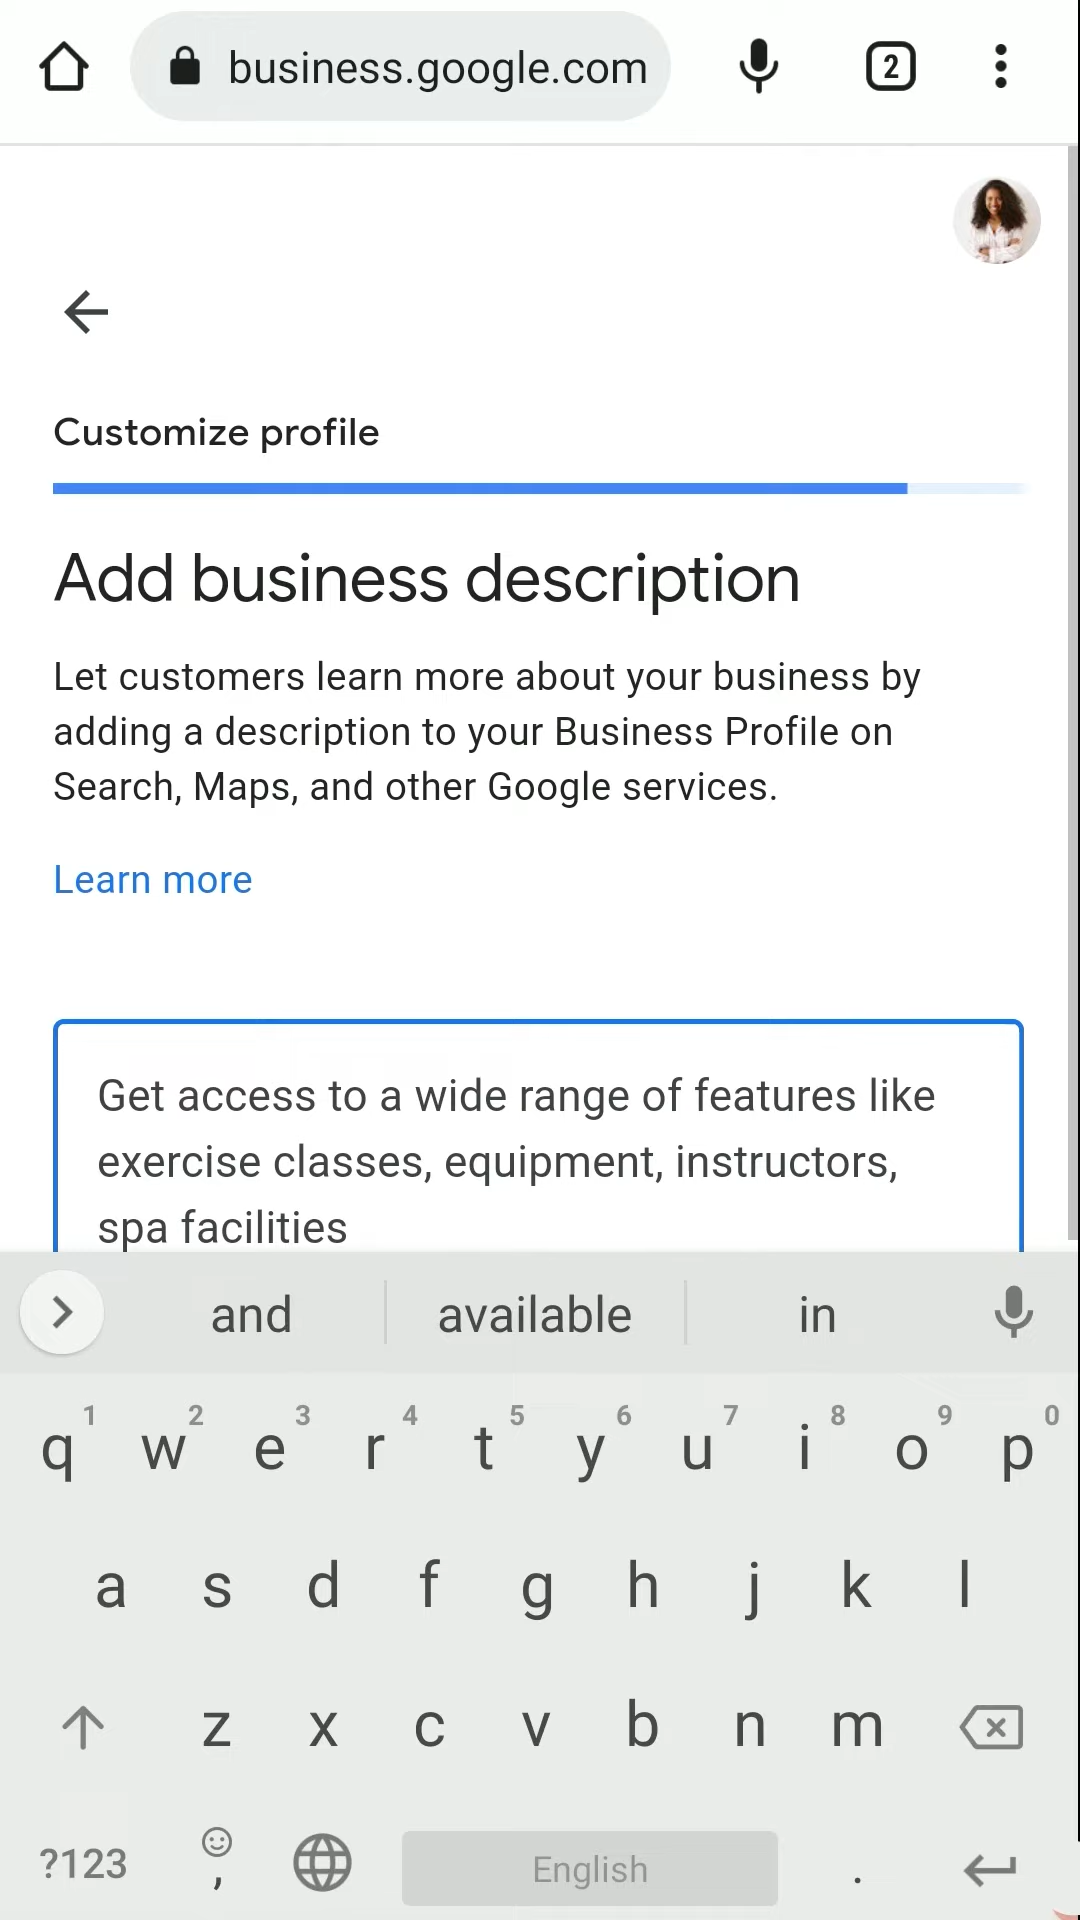 business.google.com
2
Customize profile
Add business description
Let customers learn more about your business by
adding a description to your Business Profile on
Search, Maps, and other Google services.
Learn more
Get access to a wide range of features like
exercise classes, equipment, instructors,
spa facilities
and available in
1 2 3 4 5 6 7 8 9 0
q w e r t y u i o p
a s d f g h j k l
z x c v b n m
?123 , English .